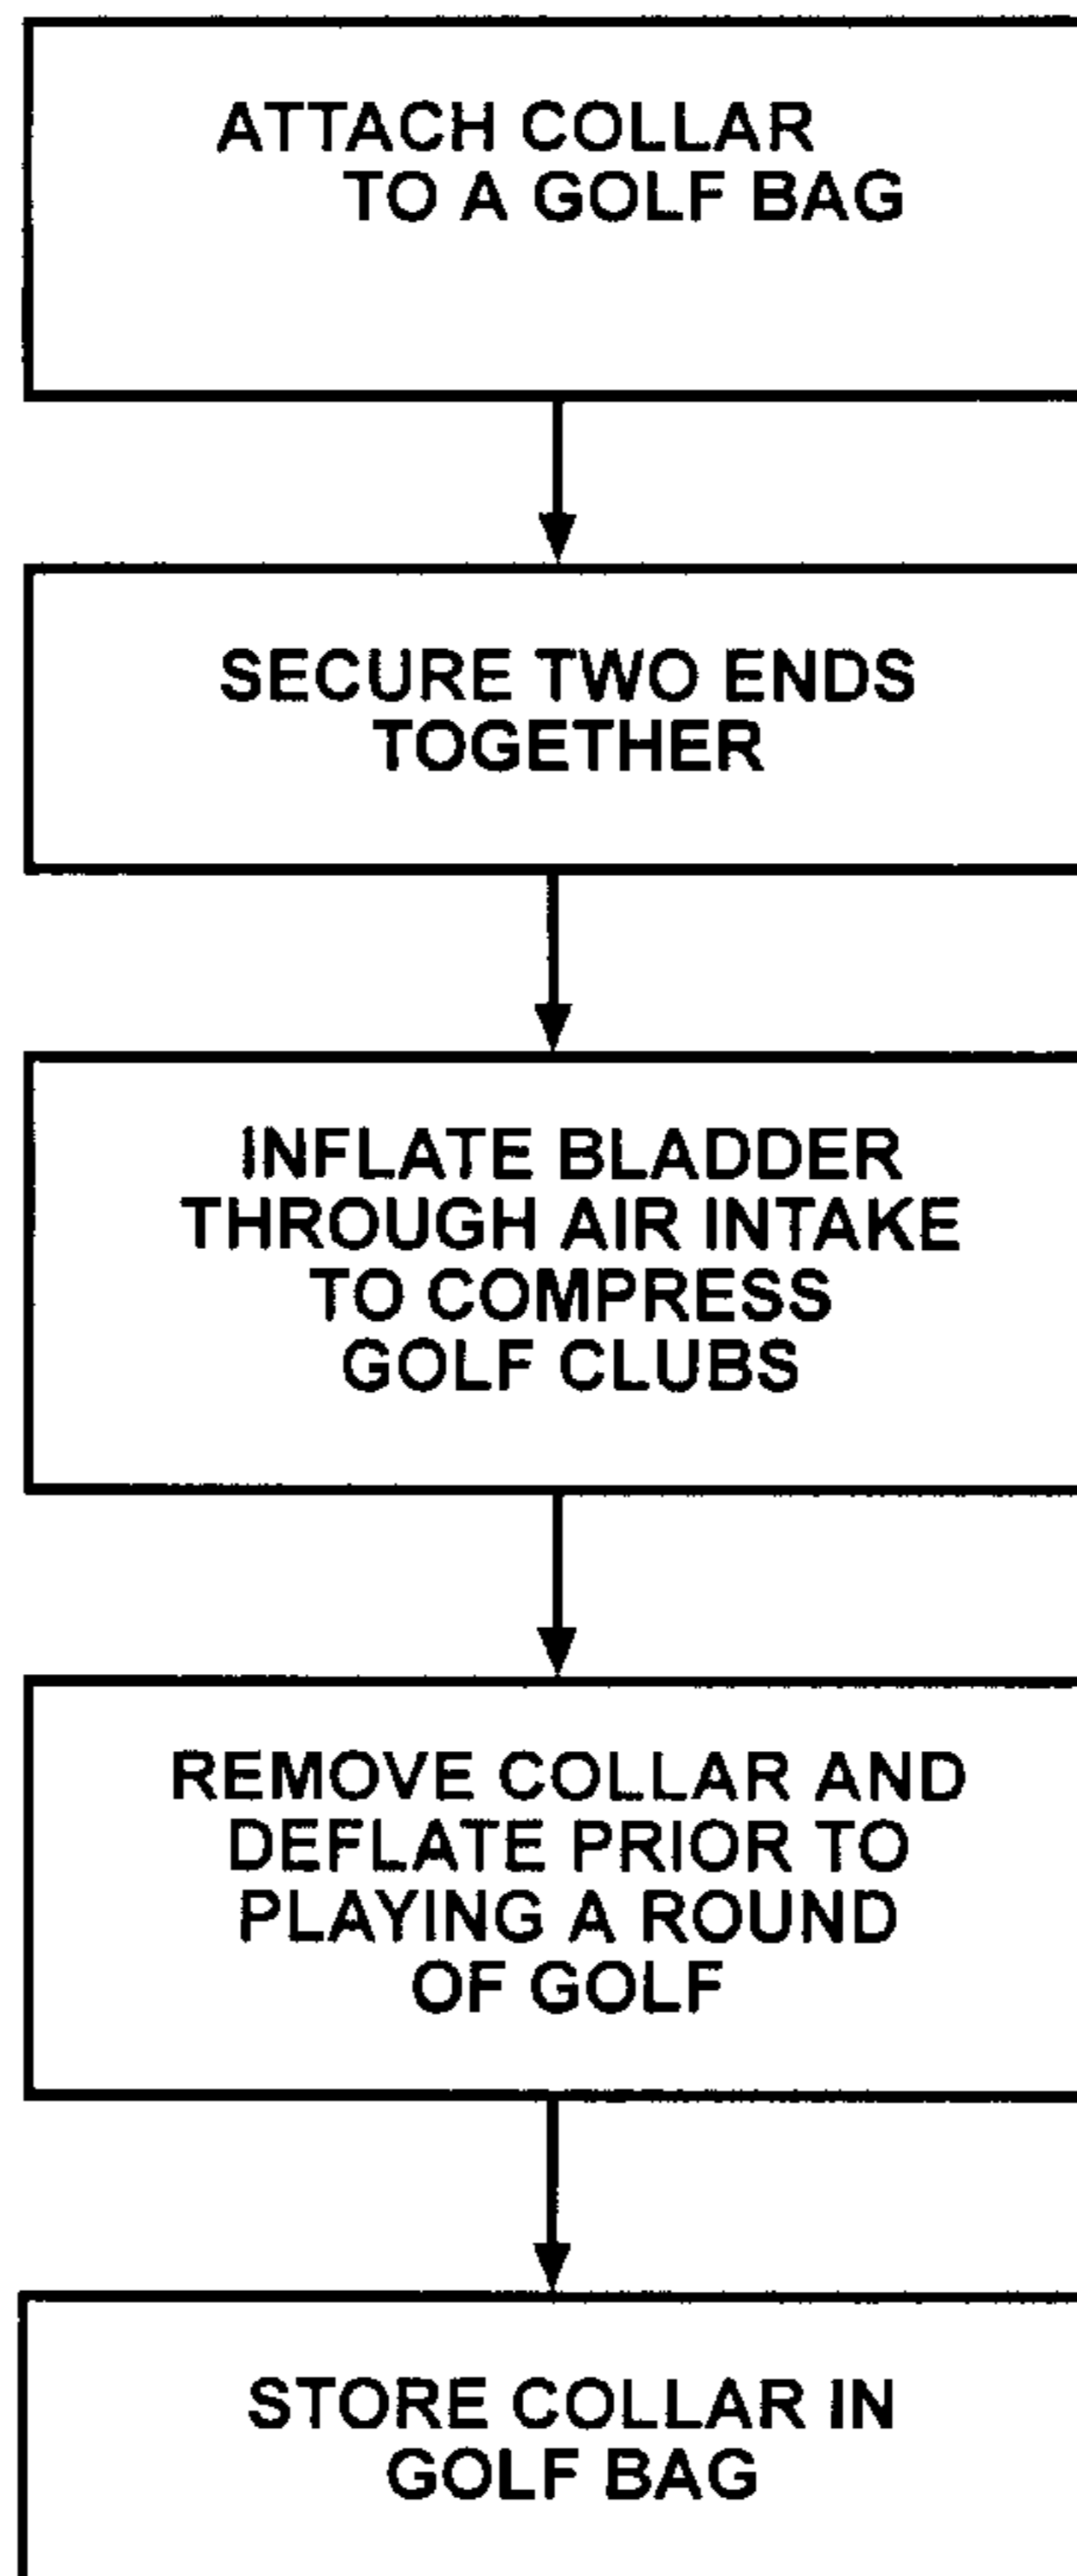 ATTACH COLLAR
TO A GOLF BAG
SECURE TWO ENDS
TOGETHER
INFLATE BLADDER
THROUGH AIR INTAKE
TO COMPRESS
GOLF CLUBS
REMOVE COLLAR AND
DEFLATE PRIOR TO
PLAYING A ROUND
OF GOLF
STORE COLLAR IN
GOLF BAG